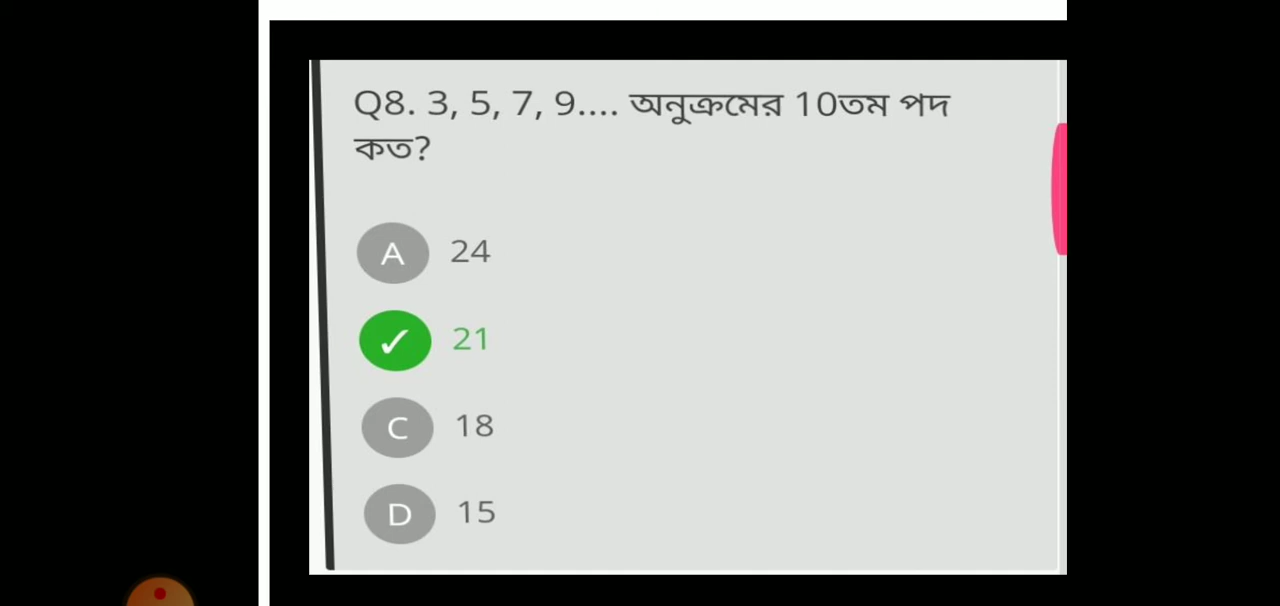 Q8. 3, 5, 7, 9.... অনুক্রমের 10তম পদ
কত?
A 24
✓ 21
C 18
D 15